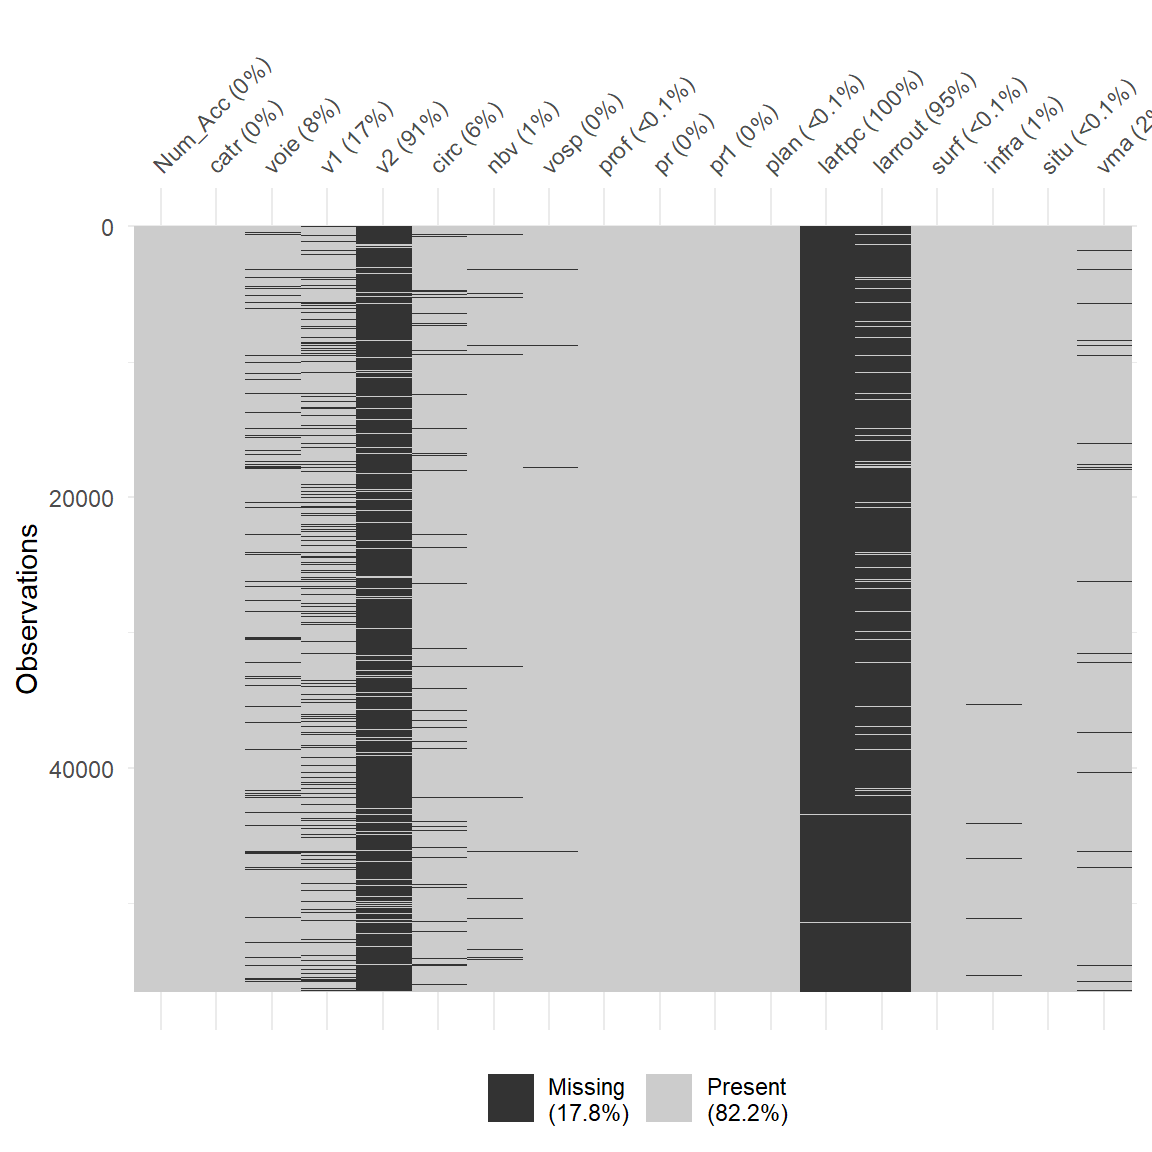 Num_Acc (0%)
catr (0%)
voie (8%)
v1 (17%)
v2 (91%)
circ (6%)
nbv (1%)
vosp (0%)
prof (<0.1%)
pr (0%)
pr1 (0%)
plan (<0.1%)
lartpc (100%)
larrout (95%)
surf (<0.1%)
infra (1%)
situ (<0.1%)
vma (2%
0
20000
40000
Observations
Missing
(17.8%)
Present
(82.2%)